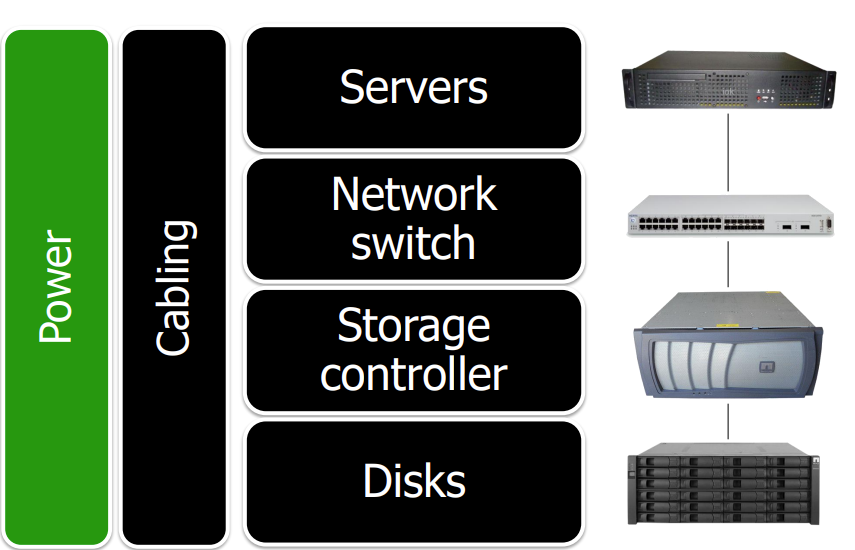 Power
Cabling
Servers
Network
switch
Storage
controller
Disks